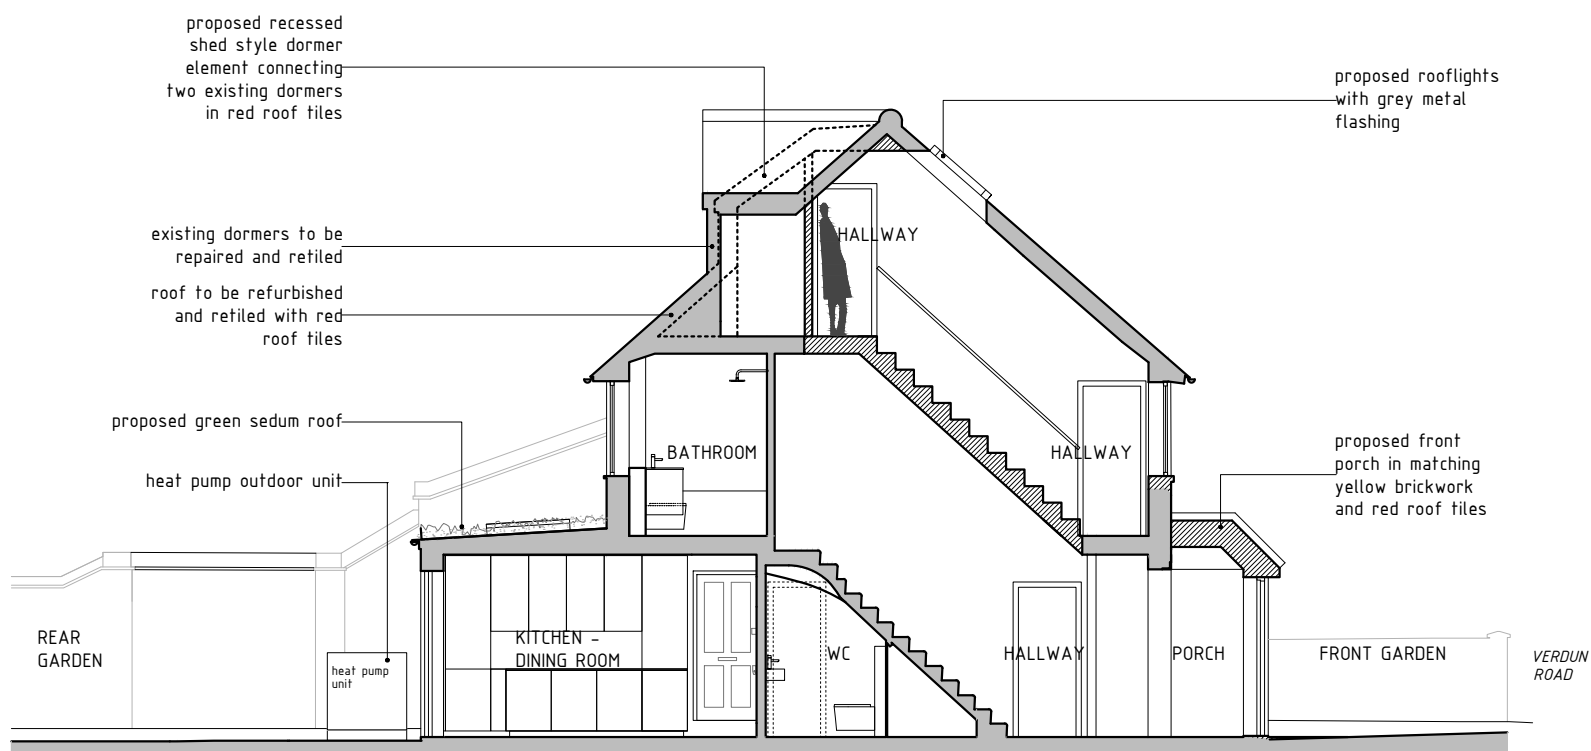 proposed recessed
shed style dormer
element connecting
two existing dormers
in red roof tiles
proposed rooflights
with grey metal
flashing
existing dormers to be
repaired and retiled
HALLWAY
roof to be refurbished
and retiled with red
roof tiles
proposed green sedum roof
BATHROOM
HALLWAY
proposed front
porch in matching
yellow brickwork
and red roof tiles
heat pump outdoor unit
REAR
GARDEN
KITCHEN -
DINING ROOM
WC
HALLWAY
PORCH
FRONT GARDEN
VERDUN
ROAD
heat pump
unit